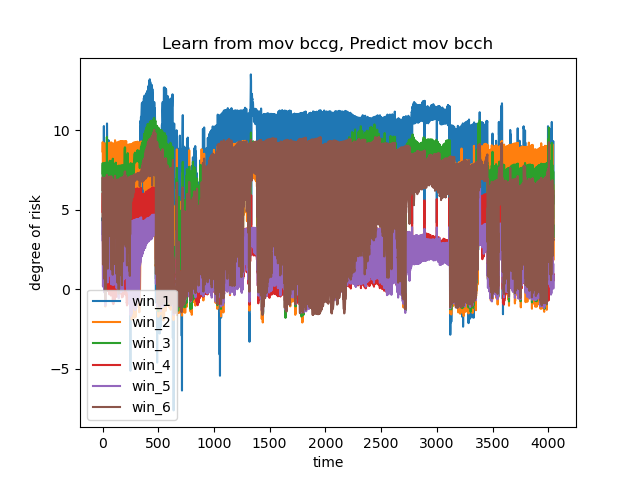 Learn from mov bccg, Predict mov bcch
degree of risk
10
5
0
−5
win_1
win_2
win_3
win_4
win_5
win_6
0 500 1000 1500 2000 2500 3000 3500 4000
time